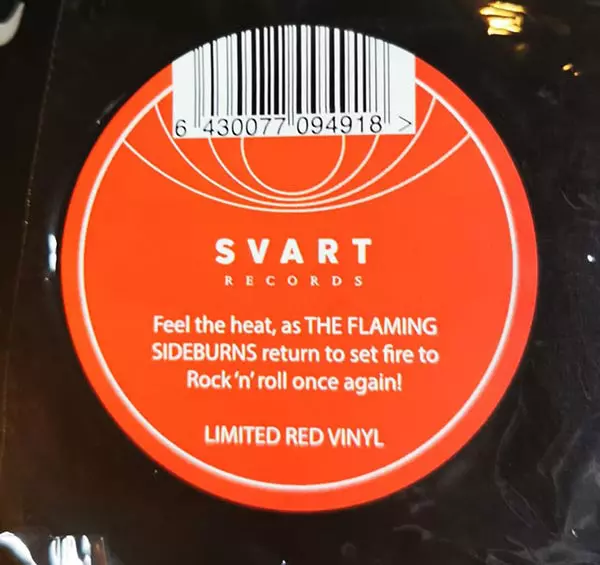 6 430077 094918 >
SVART
RECORDS
Feel the heat, as THE FLAMING
SIDEBURNS return to set fire to
Rock 'n' roll once again!
LIMITED RED VINYL